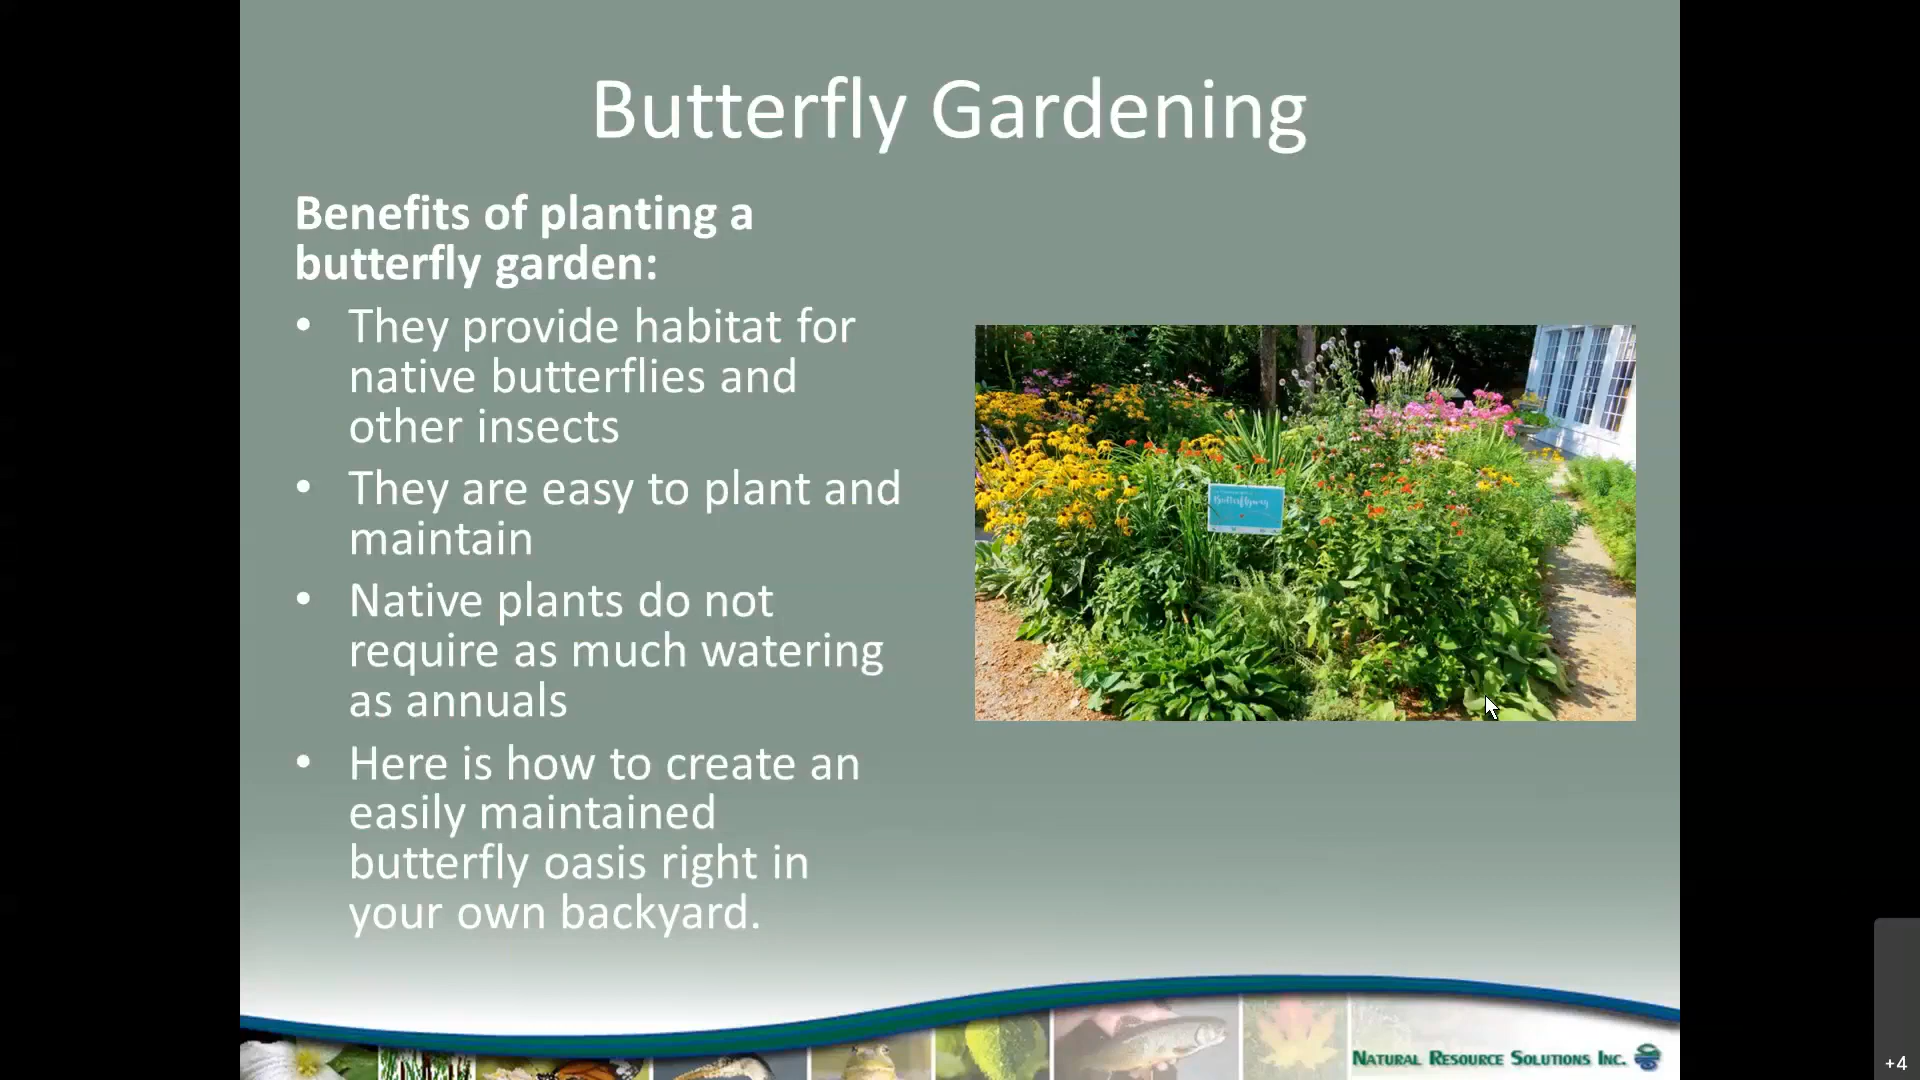 Butterfly Gardening
Benefits of planting a
butterfly garden:
• They provide habitat for
native butterflies and
other insects
• They are easy to plant and
maintain
• Native plants do not
require as much watering
as annuals
• Here is how to create an
easily maintained
butterfly oasis right in
your own backyard.
Butterflyway
NATURAL RESOURCE SOLUTIONS INC.
+4